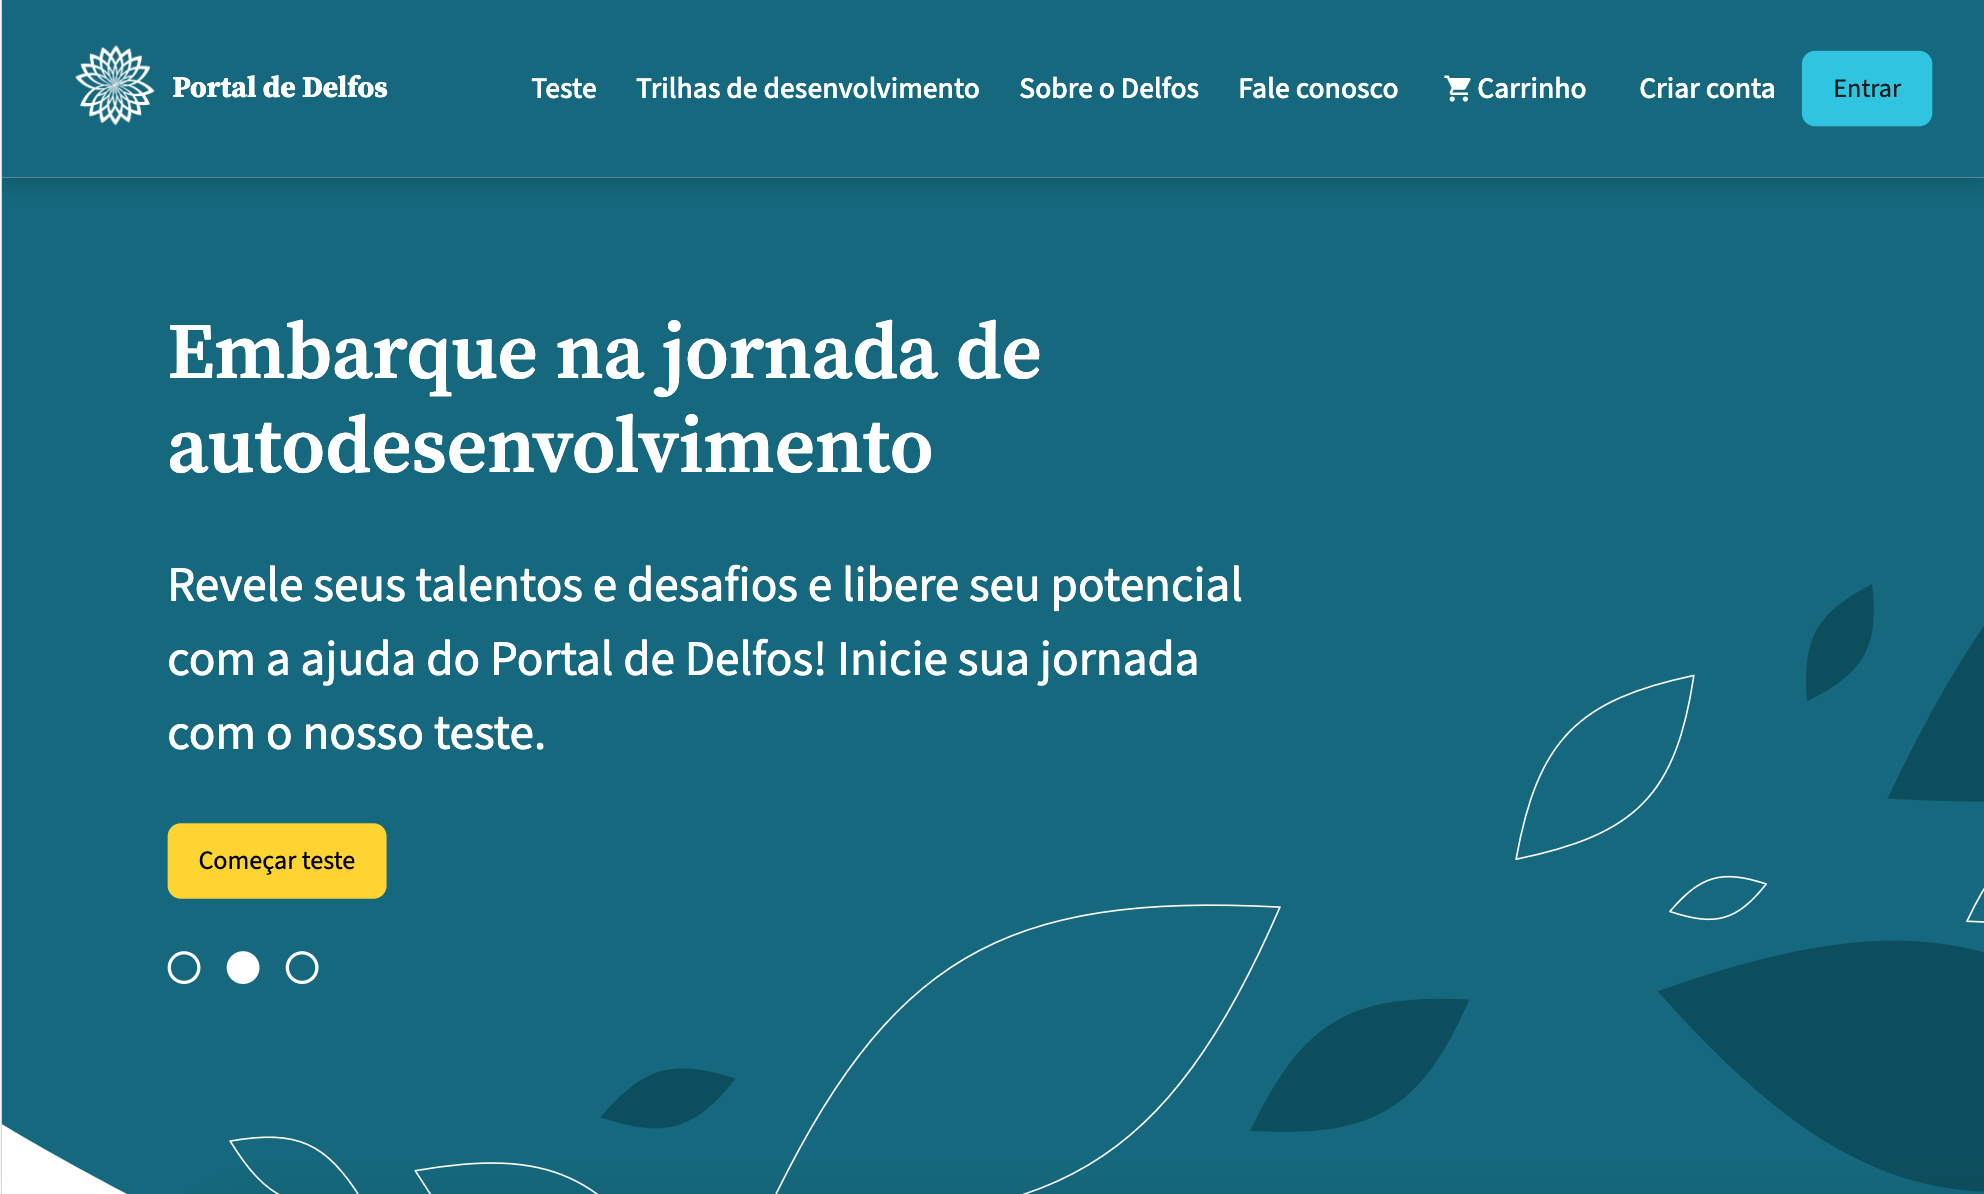 Portal de Delfos
Teste
Trilhas de desenvolvimento
Sobre o Delfos
Fale conosco
Carrinho
Criar conta
Entrar
Embarque na jornada de
autodesenvolvimento
Revele seus talentos e desafios e libere seu potencial
com a ajuda do Portal de Delfos! Inicie sua jornada
com o nosso teste.
Começar teste